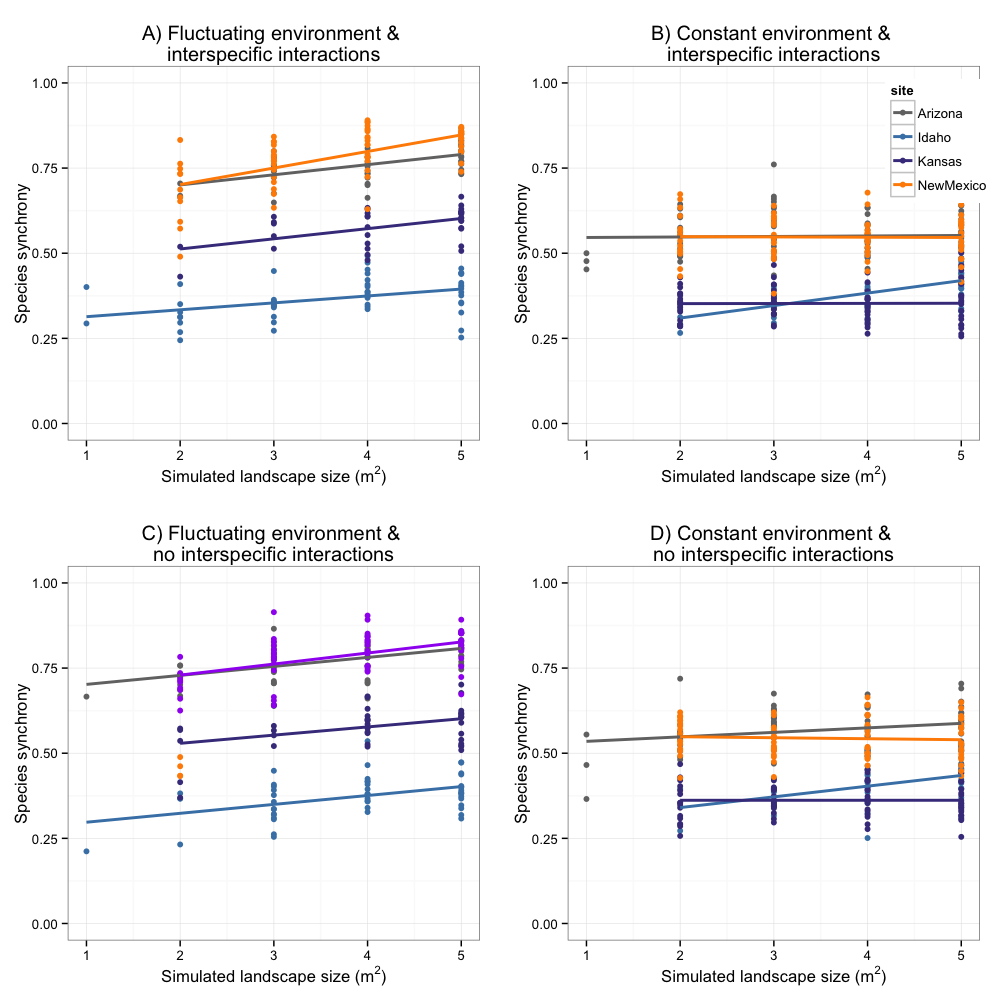 A) Fluctuating environment &
interspecific interactions
1.00
0.75
0.50
0.25
0.00
Species synchrony
1 2 3 4 5
Simulated landscape size (m²)
B) Constant environment &
interspecific interactions
site
Arizona
Idaho
Kansas
NewMexico
1.00
0.75
0.50
0.25
0.00
Species synchrony
1 2 3 4 5
Simulated landscape size (m²)
C) Fluctuating environment &
no interspecific interactions
1.00
0.75
0.50
0.25
0.00
Species synchrony
1 2 3 4 5
Simulated landscape size (m²)
D) Constant environment &
no interspecific interactions
1.00
0.75
0.50
0.25
0.00
Species synchrony
1 2 3 4 5
Simulated landscape size (m²)